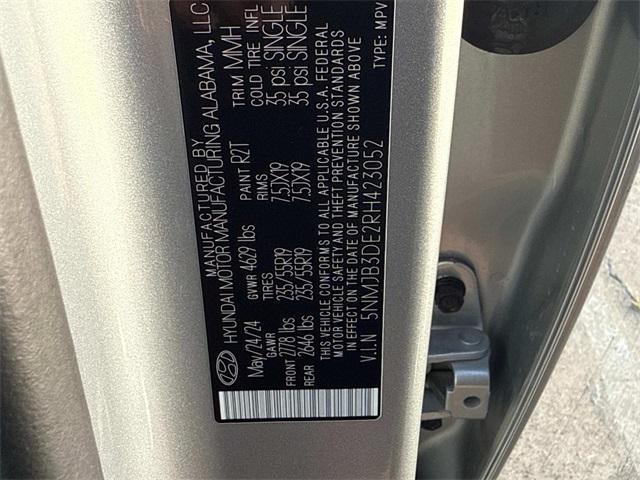 MANUFACTURED BY
HYUNDAI MOTOR MANUFACTURING ALABAMA, LLC
May/24/24 GVWR 4629 lbs PAINT R2T TRIM MMH
GAWR TIRES RIMS COLD TIRE INFL
FRONT 2778 lbs 235/55R19 7.5JX19 35 psi SINGLE
REAR 2646 lbs 235/55R19 7.5JX19 35 psi SINGLE
THIS VEHICLE CONFORMS TO ALL APPLICABLE U.S.A. FEDERAL
MOTOR VEHICLE SAFETY AND THEFT PREVENTION STANDARDS
IN EFFECT ON THE DATE OF MANUFACTURE SHOWN ABOVE
V.I.N 5NMJB3DE2RH423052 TYPE: MPV